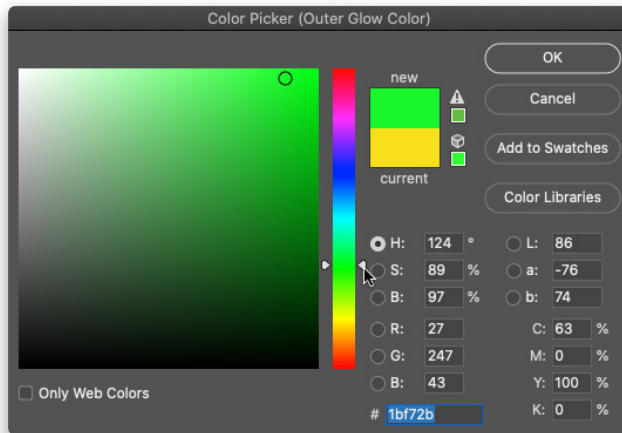 Color Picker (Outer Glow Color)
new
current
OK
Cancel
Add to Swatches
Color Libraries
H: 124 °
S: 89 %
B: 97 %
R: 27
G: 247
B: 43
# 1bf72b
L: 86
a: -76
b: 74
C: 63 %
M: 0 %
Y: 100 %
K: 0 %
Only Web Colors